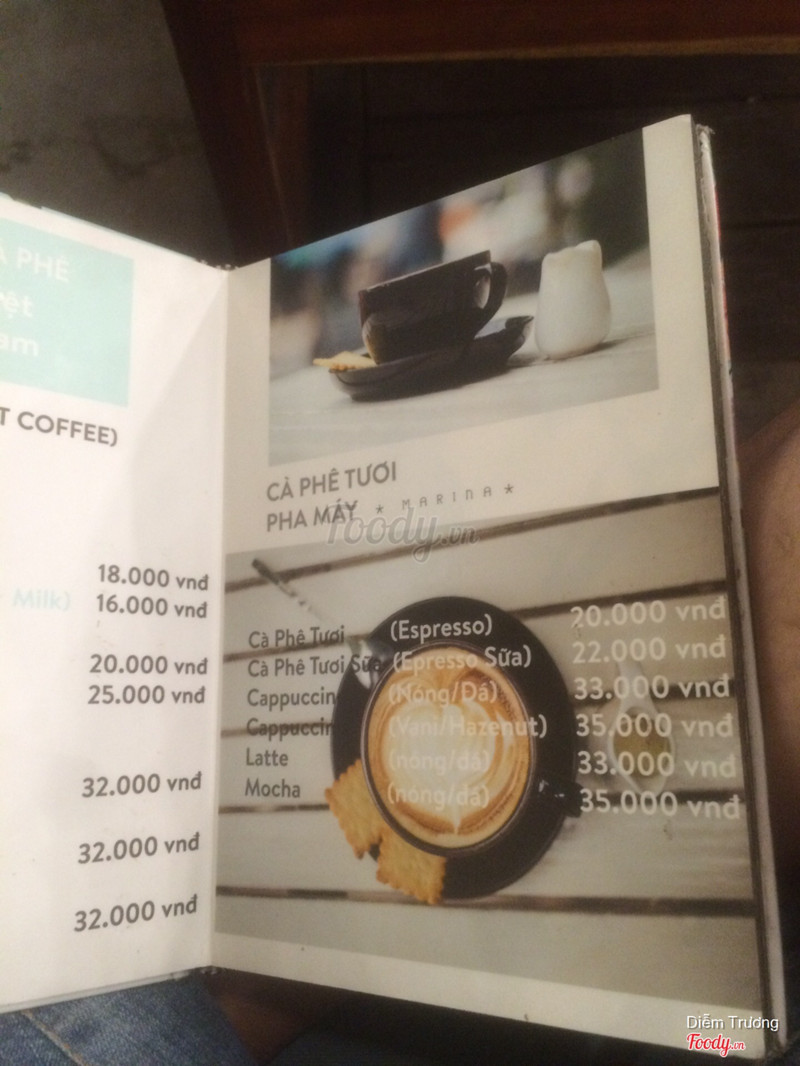 À PHÊ
ệt
am
T COFFEE)
18.000 vnđ
Milk) 16.000 vnđ
20.000 vnđ
25.000 vnđ
32.000 vnđ
32.000 vnđ
32.000 vnđ
CÀ PHÊ TƯƠI
PHA MÁY * MARINA *
foody.vn
Cà Phê Tươi (Espresso) 20.000 vnđ
Cà Phê Tươi Sữa (Epresso Sữa) 22.000 vnđ
Cappuccin (Nóng/Dá) 33.000 vnđ
Cappuccin (Vani/Hazenut) 35.000 vnđ
Latte (nóng/đá) 33.000 vnđ
Mocha (nóng/đá) 35.000 vnđ
Diễm Trương
Foody.vn